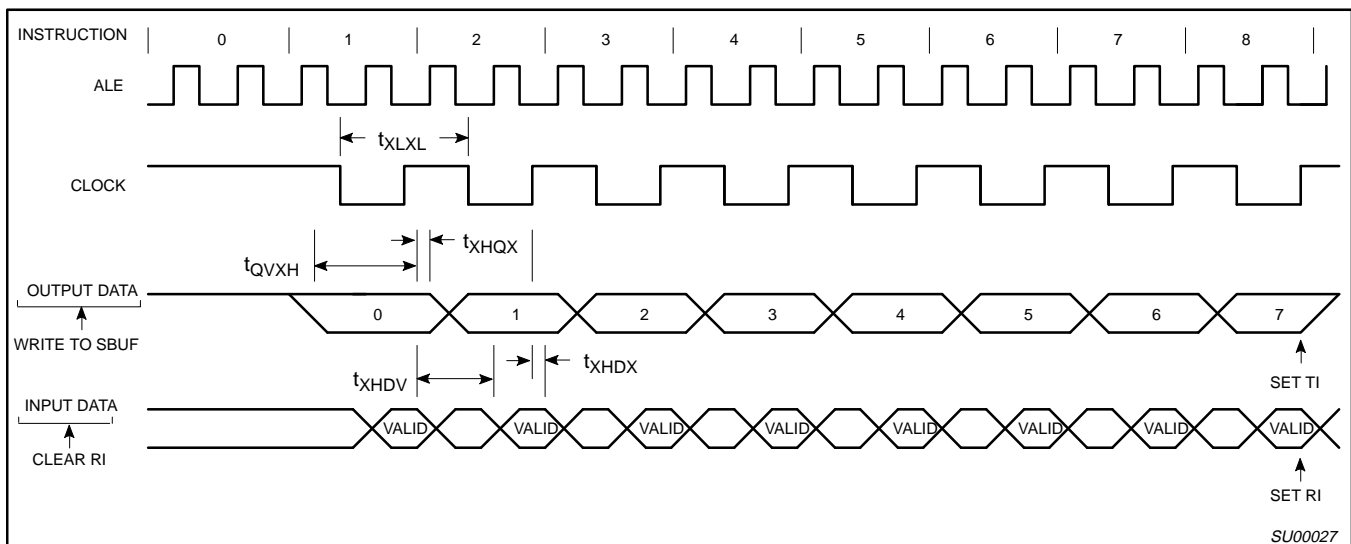 INSTRUCTION 0 1 2 3 4 5 6 7 8
ALE
tXLXL
CLOCK
tXHQX
tQVXH
OUTPUT DATA
0 1 2 3 4 5 6 7
WRITE TO SBUF
tXHDX
SET TI
tXHDV
INPUT DATA
VALID VALID VALID VALID VALID VALID VALID VALID
CLEAR RI
SET RI
SU00027